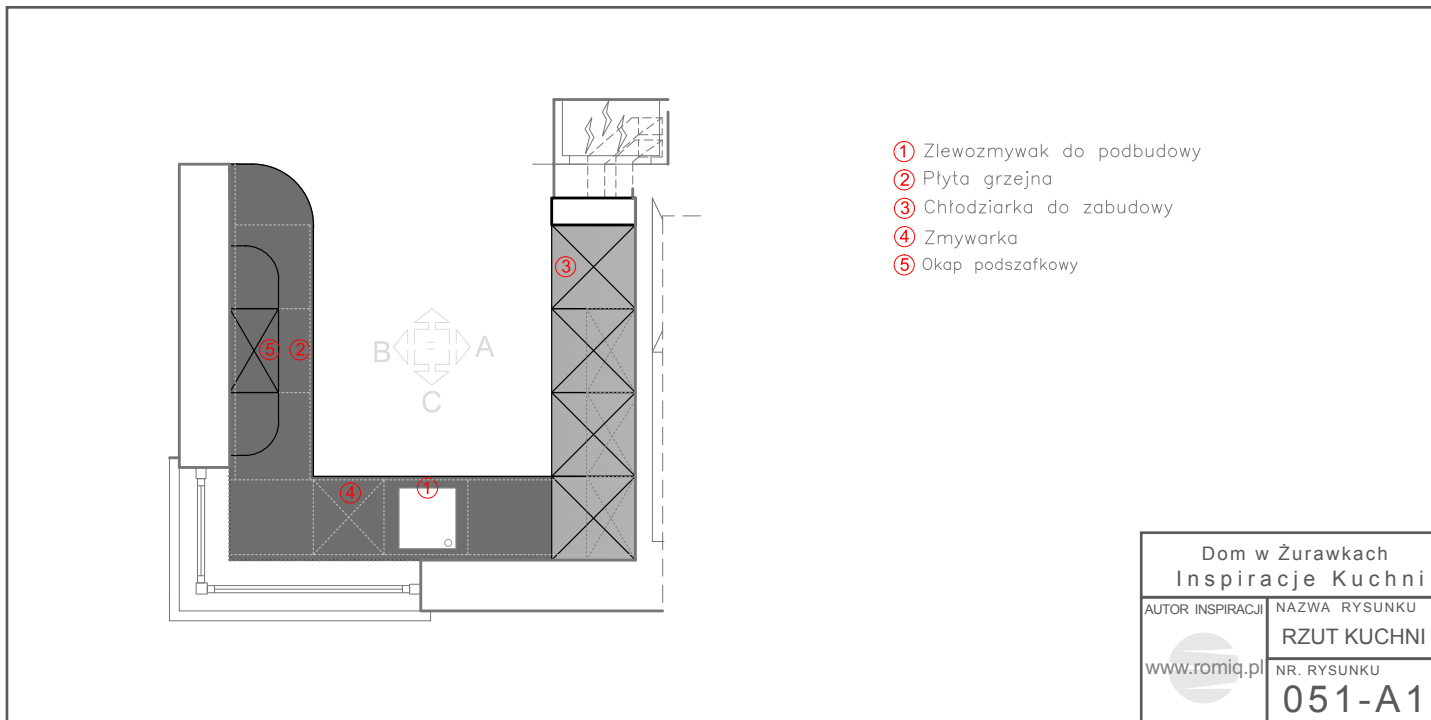 ① Zlewozmywak do podbudowy
② Płyta grzejna
③ Chłodziarka do zabudowy
④ Zmywarka
⑤ Okap podszafkowy
3
5 2
B A
C
4 1
Dom w Żurawkach
Inspiracje Kuchni
AUTOR INSPIRACJI
www.romiq.pl
NAZWA RYSUNKU
RZUT KUCHNI
NR. RYSUNKU
051-A1